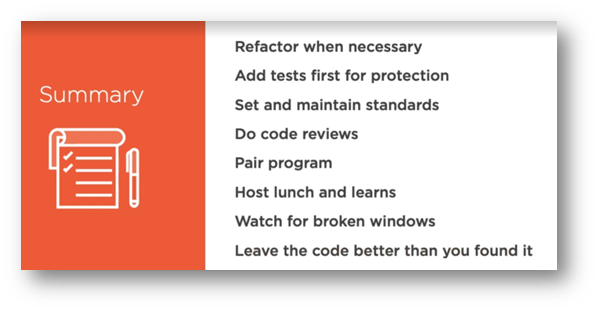 Summary
Refactor when necessary
Add tests first for protection
Set and maintain standards
Do code reviews
Pair program
Host lunch and learns
Watch for broken windows
Leave the code better than you found it